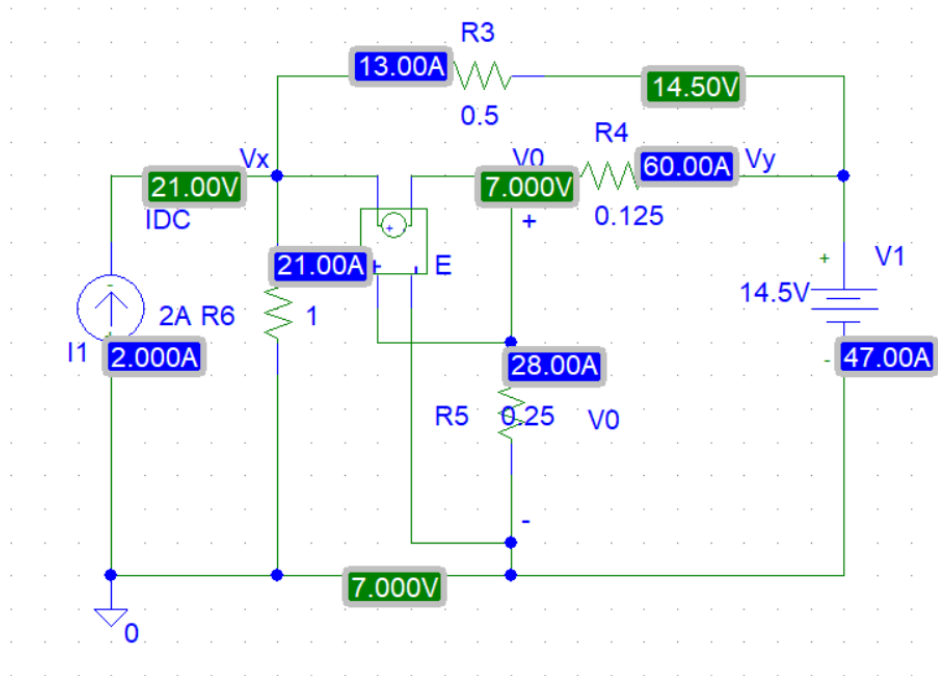 R3
13.00A
14.50V
0.5
R4
Vx
V0
60.00A
Vy
21.00V
7.000V
IDC
+
0.125
+
21.00A
E
+
V1
14.5V
2A
R6
1
I1
2.000A
28.00A
-
47.00A
R5
0.25
V0
-
7.000V
0